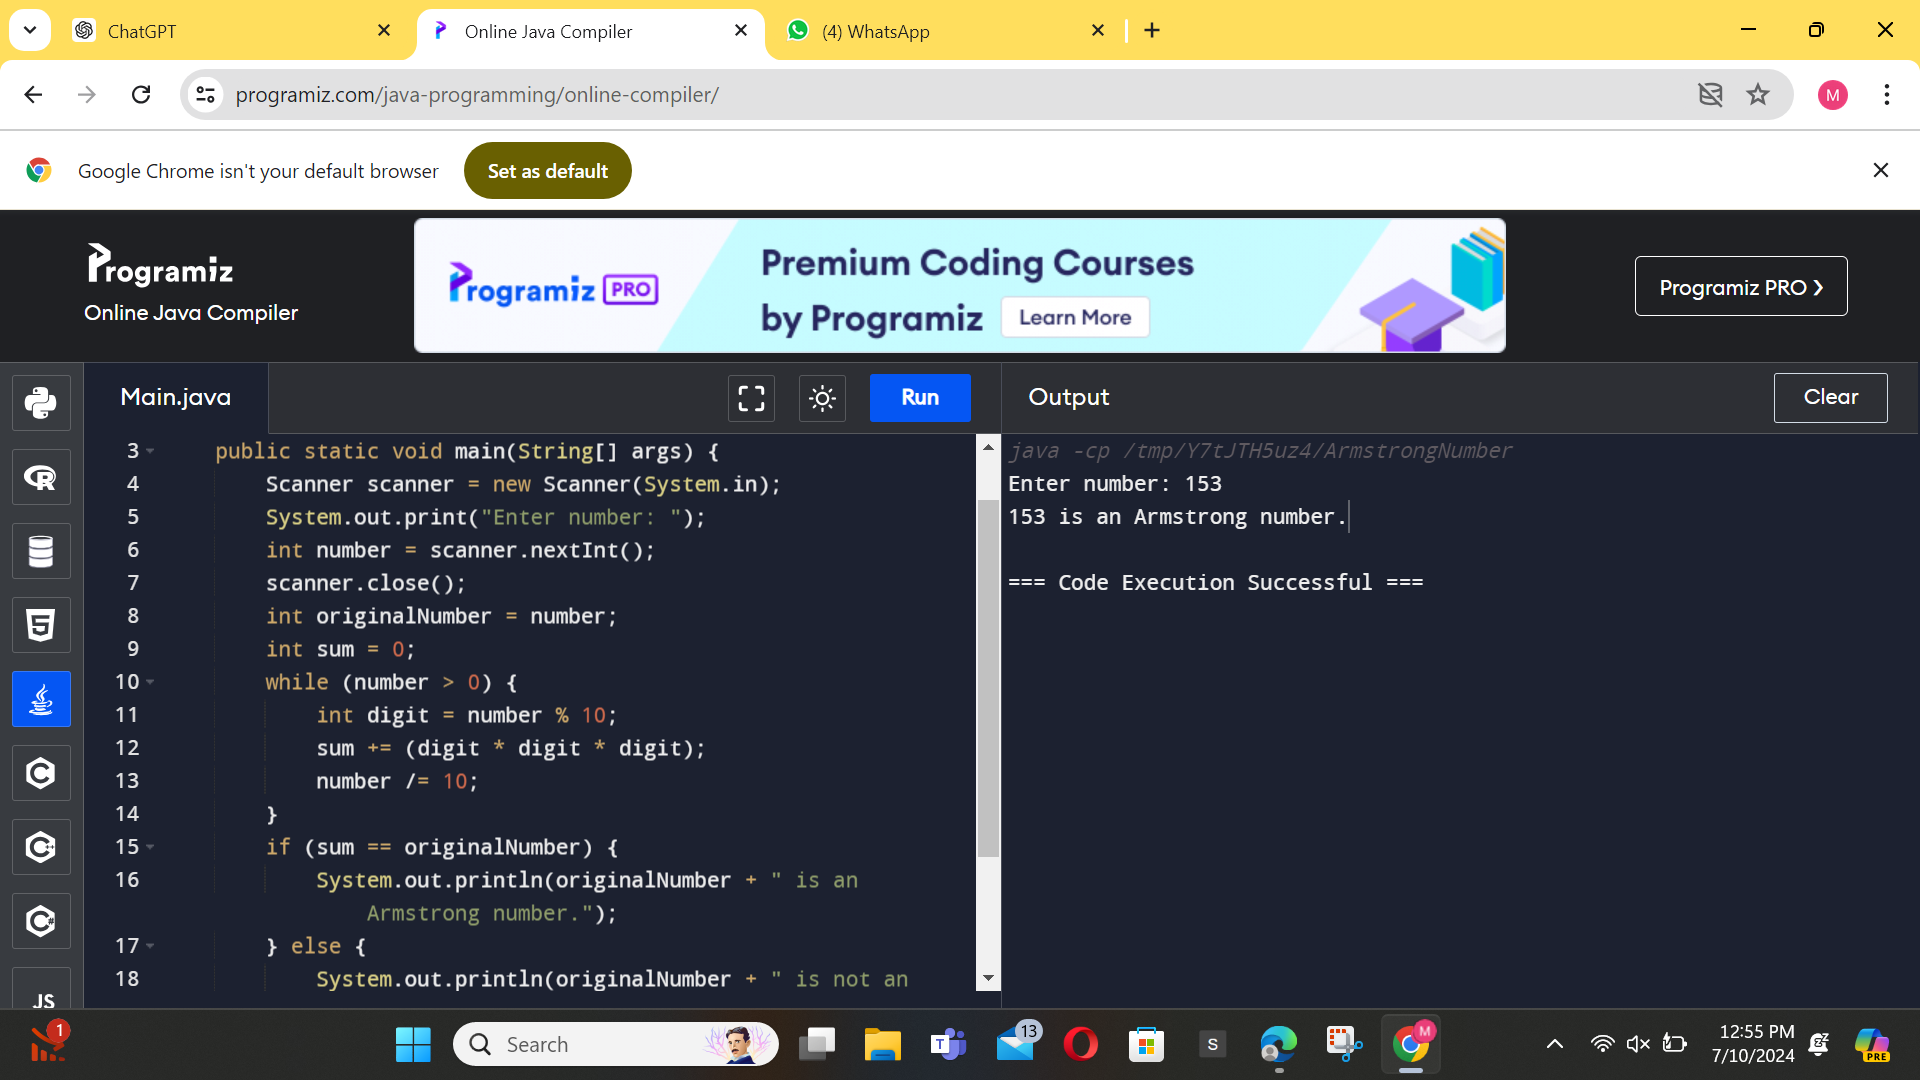 ChatGPT
Online Java Compiler
(4) WhatsApp
programiz.com/java-programming/online-compiler/
M
Google Chrome isn't your default browser
Set as default
Programiz
Online Java Compiler
Programiz PRO
Premium Coding Courses
by Programiz
Learn More
Programiz PRO ❯
Main.java
Run
Output
Clear
3 public static void main(String[] args) {
4 Scanner scanner = new Scanner(System.in);
5 System.out.print("Enter number: ");
6 int number = scanner.nextInt();
7 scanner.close();
8 int originalNumber = number;
9 int sum = 0;
10 while (number > 0) {
11 int digit = number % 10;
12 sum += (digit * digit * digit);
13 number /= 10;
14 }
15 if (sum == originalNumber) {
16 System.out.println(originalNumber + " is an
Armstrong number.");
17 } else {
18 System.out.println(originalNumber + " is not an
java -cp /tmp/Y7tJTH5uz4/ArmstrongNumber
Enter number: 153
153 is an Armstrong number.
=== Code Execution Successful ===
R
5
C
C
C#
JS
1
Search
T
13
S
M
12:55 PM
7/10/2024
PRE